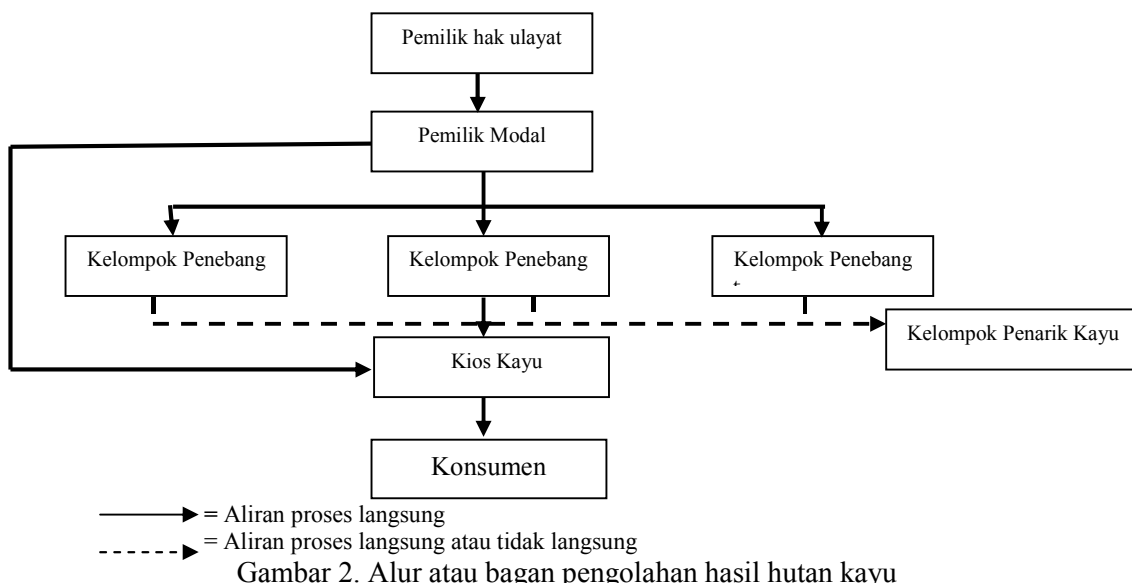 Pemilik hak ulayat
Pemilik Modal
Kelompok Penebang
Kelompok Penebang
Kelompok Penebang
Kelompok Penarik Kayu
Kios Kayu
Konsumen
= Aliran proses langsung
= Aliran proses langsung atau tidak langsung
Gambar 2. Alur atau bagan pengolahan hasil hutan kayu